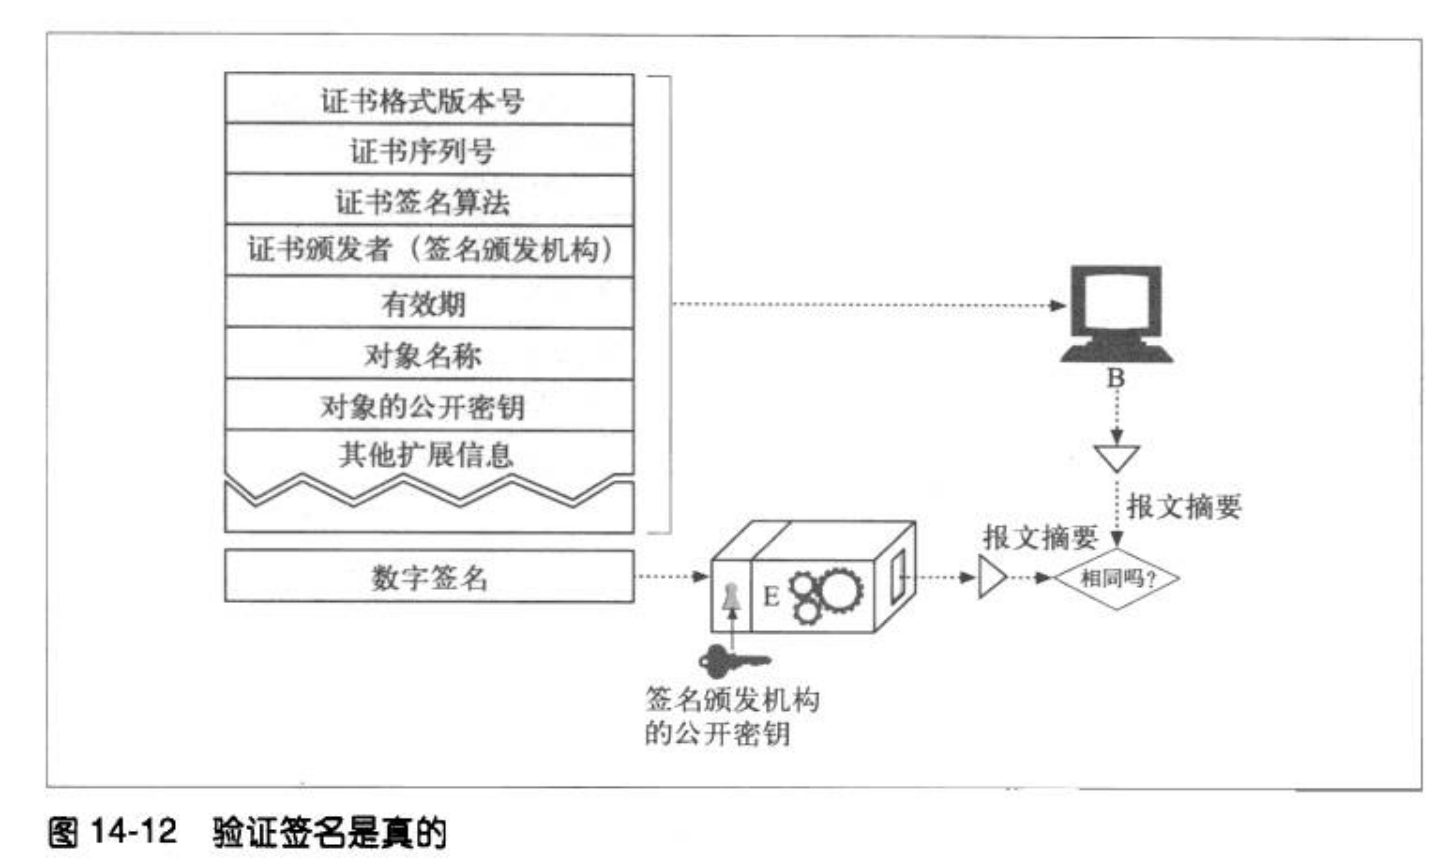 证书格式版本号
证书序列号
证书签名算法
证书颁发者（签名颁发机构）
有效期
对象名称
对象的公开密钥
其他扩展信息
B
报文摘要
报文摘要
数字签名
E
相同吗？
签名颁发机构
的公开密钥
图 14-12 验证签名是真的